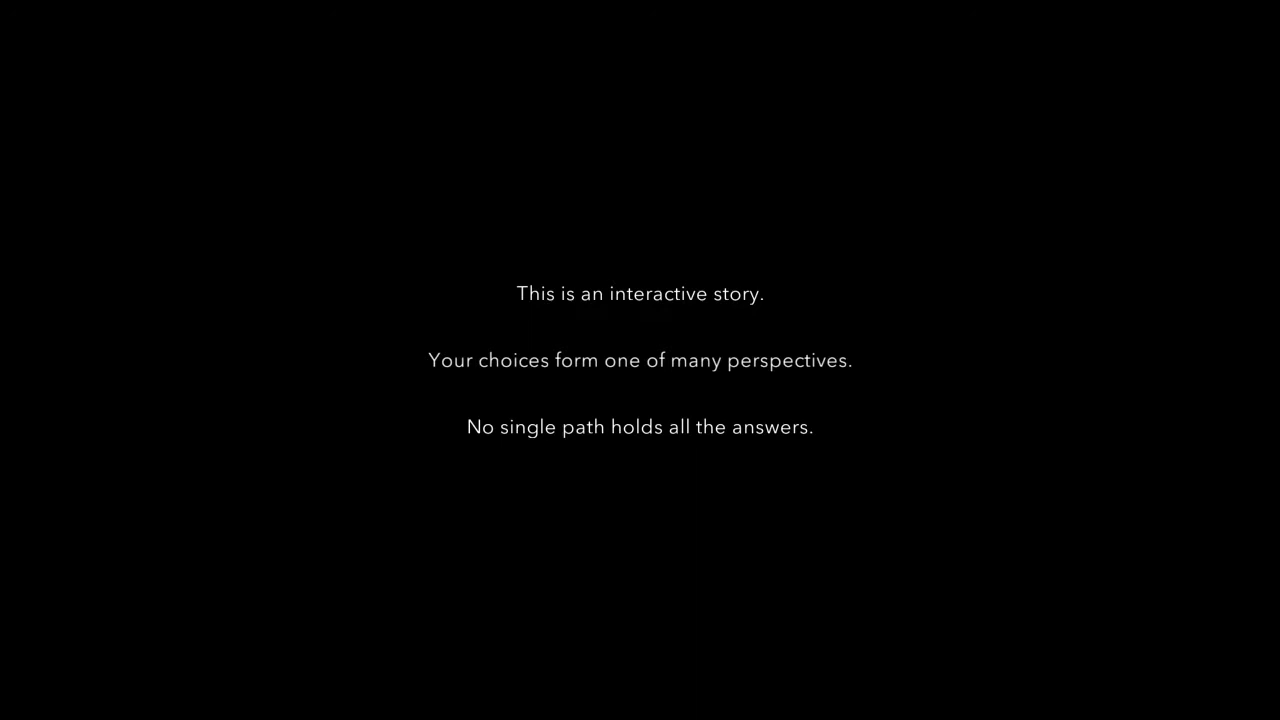 This is an interactive story.
Your choices form one of many perspectives.
No single path holds all the answers.